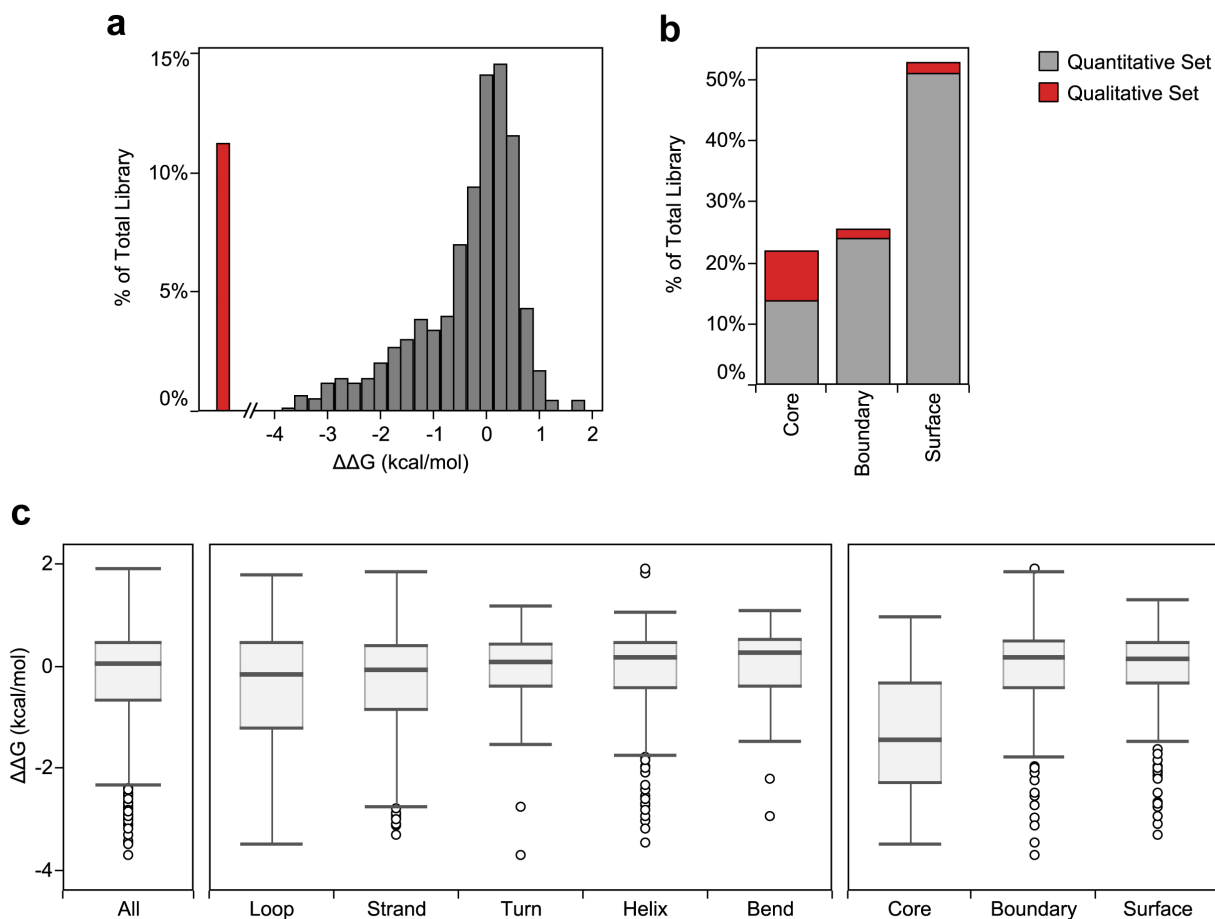 a
15%
10%
5%
0%
% of Total Library
-4 -3 -2 -1 0 1 2
ΔΔG (kcal/mol)
b
50%
40%
30%
20%
10%
0%
% of Total Library
Core Boundary Surface
Quantitative Set
Qualitative Set
c
2
0
-2
-4
ΔΔG (kcal/mol)
All Loop Strand Turn Helix Bend Core Boundary Surface